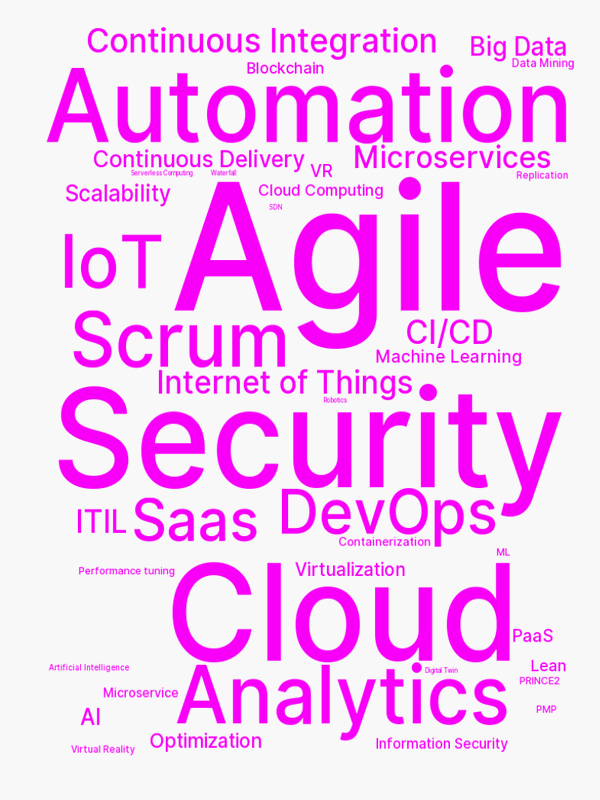 Continuous Integration
Big Data
Data Mining
Blockchain
Automation
Continuous Delivery
Microservices
VR
Serverless Computing
Waterfall
Replication
Scalability
Cloud Computing
SDN
Agile
IoT
Scrum
CI/CD
Machine Learning
Internet of Things
Robotics
Security
DevOps
ITIL
Saas
Containerization
ML
Performance tuning
Virtualization
Cloud
PaaS
Artificial Intelligence
Digital Twin
Lean
PRINCE2
Analytics
Microservice
AI
PMP
Optimization
Information Security
Virtual Reality